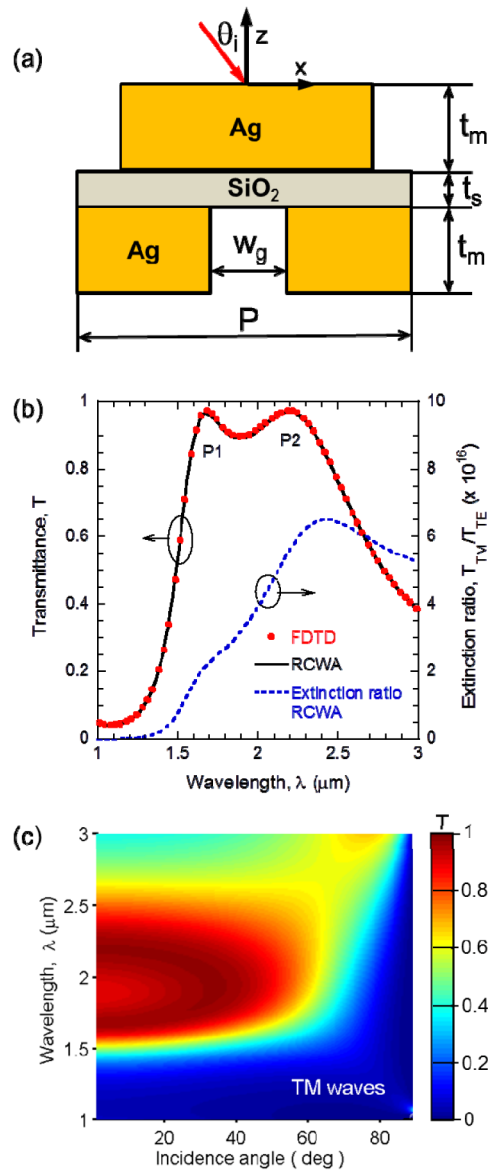 (a)
θi
z
x
Ag
tm
SiO2
ts
Ag
wg
tm
P
(b)
1
0.8
0.6
0.4
0.2
0
Transmittance, T
P1
P2
FDTD
RCWA
Extinction ratio
RCWA
10
8
6
4
2
0
Extinction ratio, TTM/TTE (x 10^16)
1
1.5
2
2.5
3
Wavelength, λ (μm)
(c)
3
2.5
2
1.5
1
Wavelength, λ (μm)
TM waves
0
20
40
60
80
Incidence angle ( deg )
T
1
0.8
0.6
0.4
0.2
0